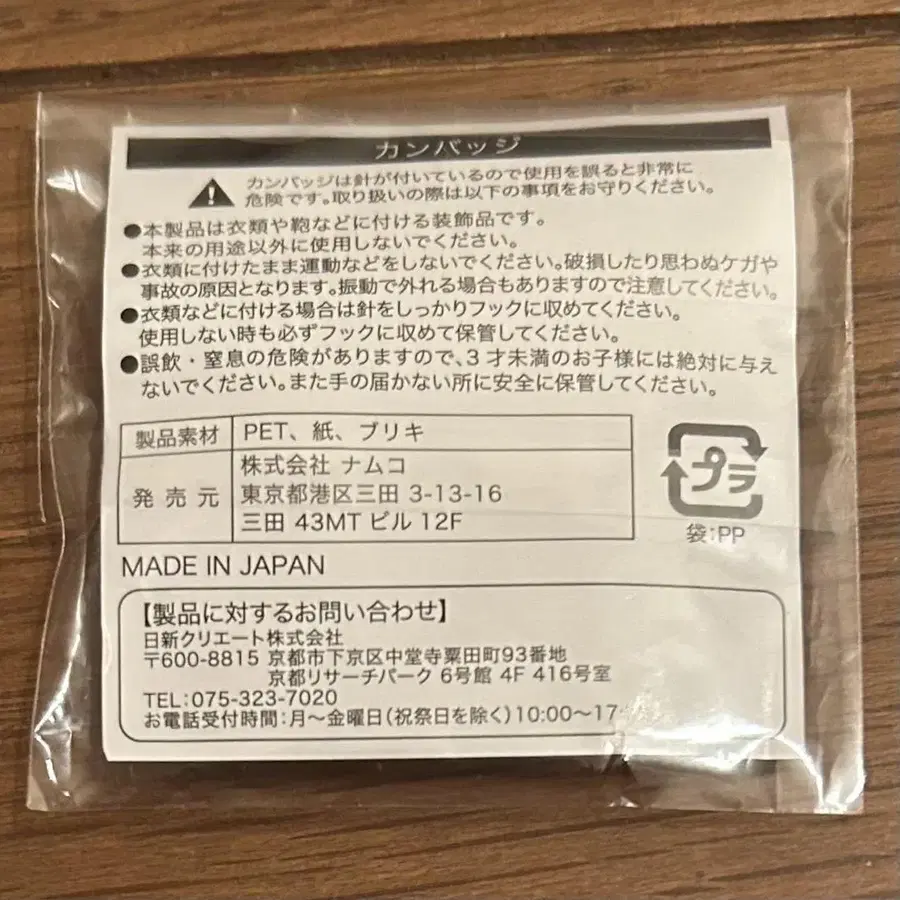 カンバッジ
カンバッジは針が付いているので使用を誤ると非常に
危険です。取り扱いの際は以下の事項をお守りください。
●本製品は衣類や鞄などに付ける装飾品です。
本来の用途以外に使用しないでください。
●衣類に付けたまま運動などをしないでください。破損したり思わぬケガや
事故の原因となります。振動で外れる場合もありますので注意してください。
●衣類などに付ける場合は針をしっかりフックに収めてください。
使用しない時も必ずフックに収めて保管してください。
●誤飲・窒息の危険がありますので、3才未満のお子様には絶対に与え
ないでください。また手の届かない所に安全に保管してください。
製品素材 PET、紙、ブリキ
発売元 株式会社 ナムコ
東京都港区三田 3-13-16
三田 43MT ビル 12F
プラ
袋:PP
MADE IN JAPAN
【製品に対するお問い合わせ】
日新クリエート株式会社
〒600-8815 京都市下京区中堂寺粟田町93番地
京都リサーチパーク 6号館 4F 416号室
TEL:075-323-7020
お電話受付時間:月〜金曜日(祝祭日を除く)10:00〜17